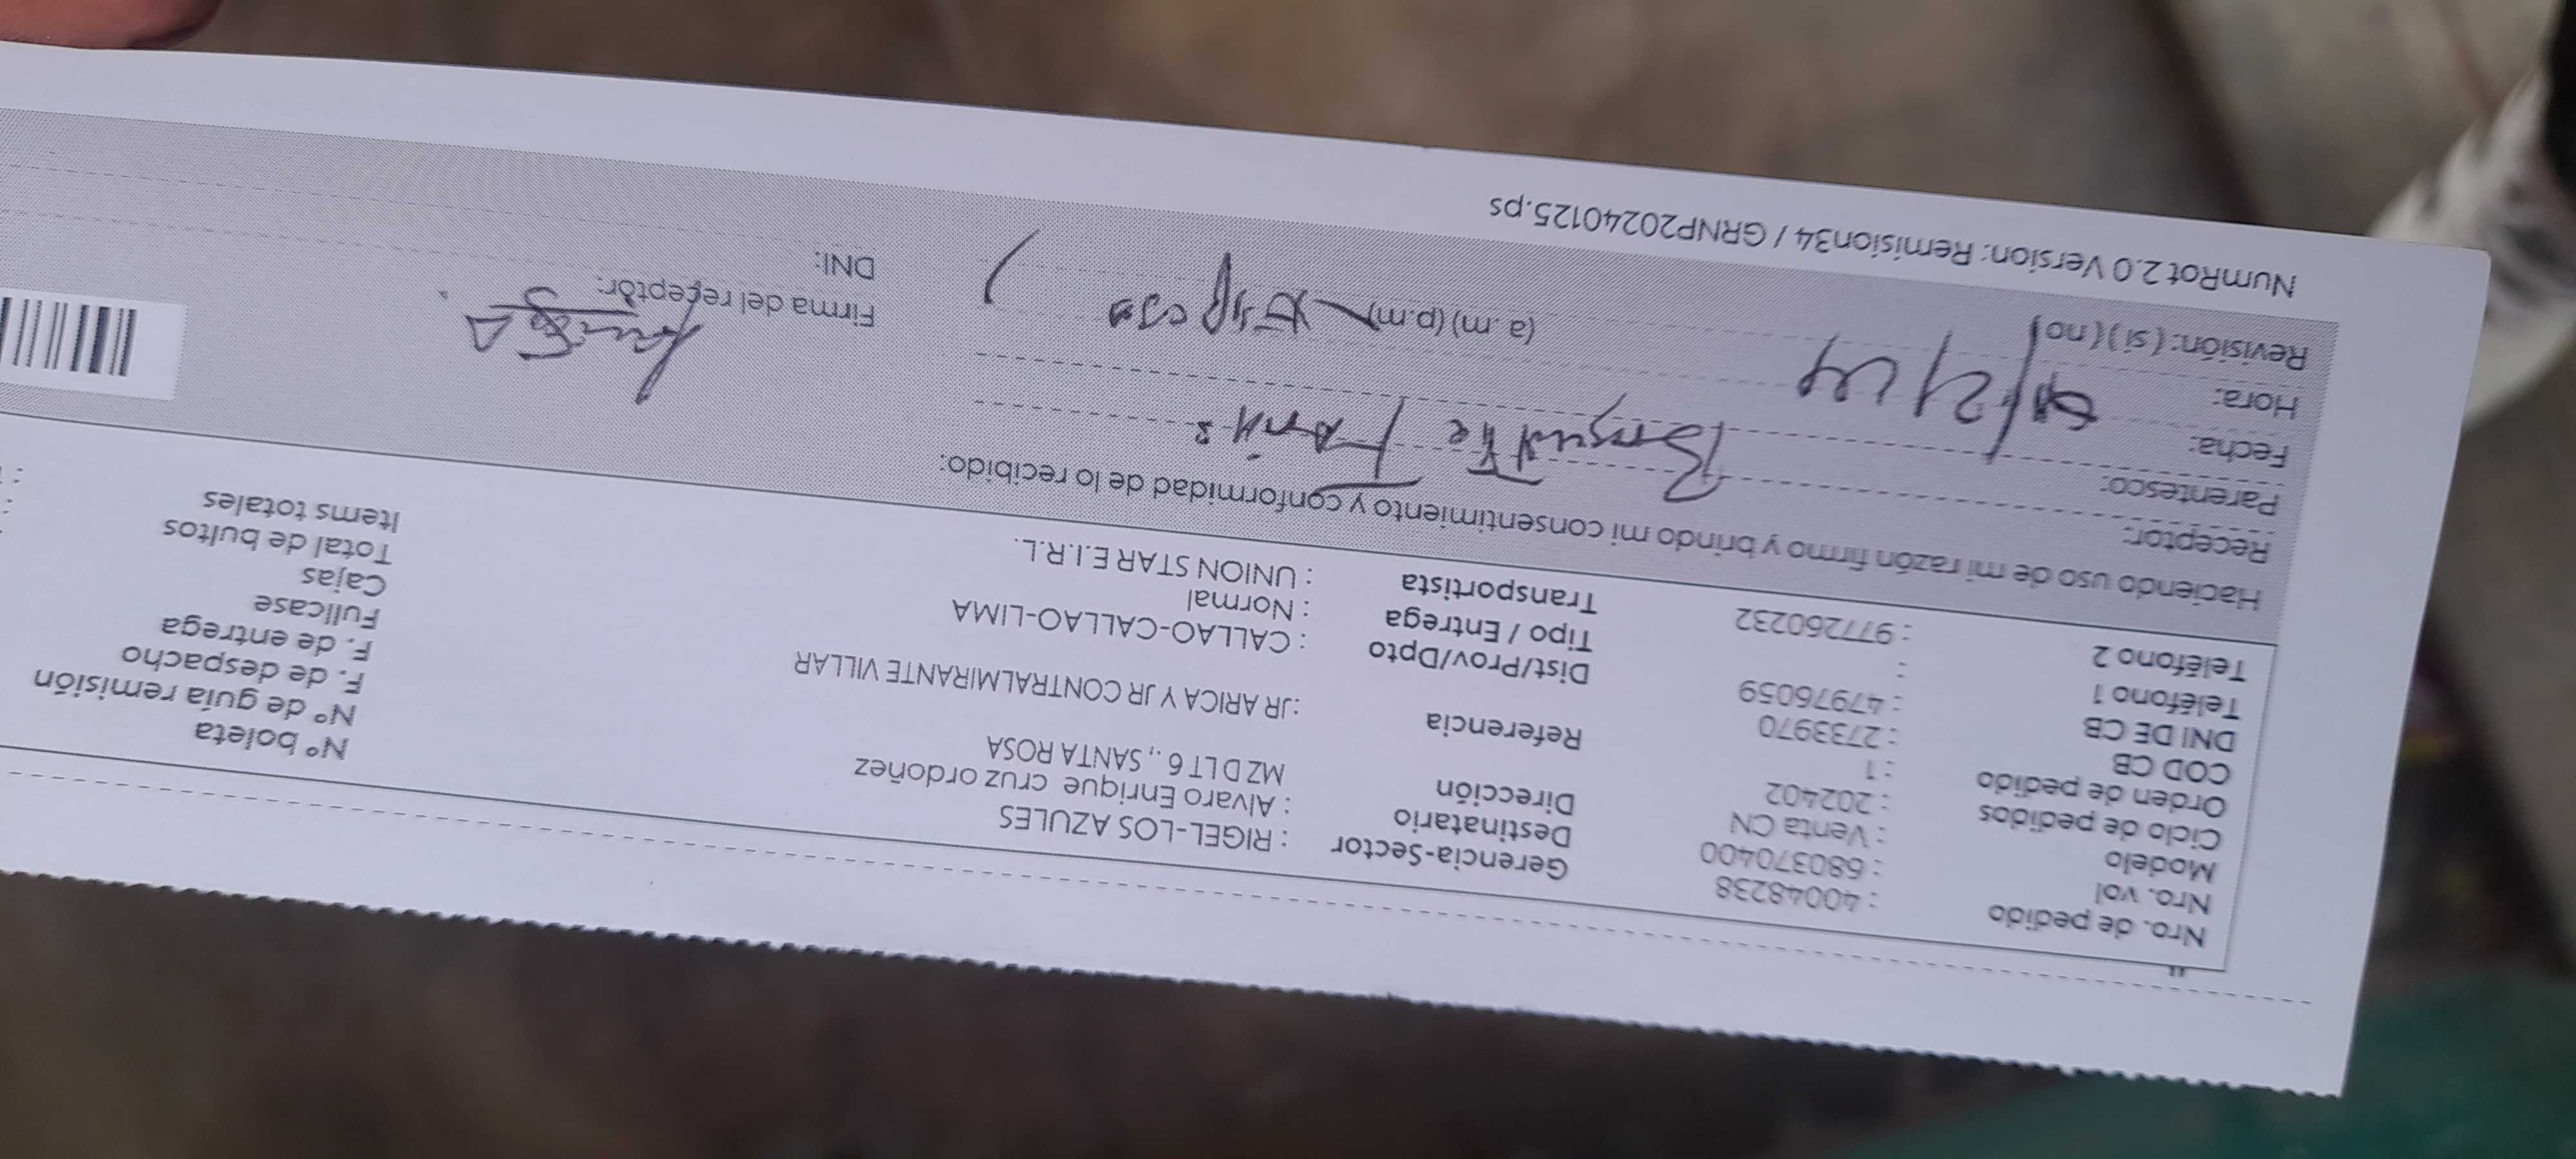 Nro. de pedido : 40048238 Gerencia-Sector : RIGEL-LOS AZULES Nº boleta
Nro. vol : 680370400 Destinatario : Alvaro Enrique cruz ordoñez Nº de guía remisión
Modelo : Venta CN Dirección MZ D LT 6 ., SANTA ROSA F. de despacho
Ciclo de pedidos : 202402 F. de entrega
Orden de pedido : 1 Referencia : JR ARICA Y JR CONTRALMIRANTE VILLAR Fullcase
COD CB : 2733970 Dist/Prov/Dpto : CALLAO-CALLAO-LIMA Cajas
DNI DE CB : 47976059 Tipo / Entrega : Normal Total de bultos
Teléfono 1 : Transportista : UNION STAR E.I.R.L. Items totales
Teléfono 2 : 977260232
Haciendo uso de mi razón firmo y brindo mi consentimiento y conformidad de lo recibido:
Receptor:
Parentesco:
Fecha:
Hora: (a.m) (p.m) Firma del receptor:
Revisión: (si) (no) DNI:
NumRot 2.0 Version: Remision34 / GRNP20240125.ps